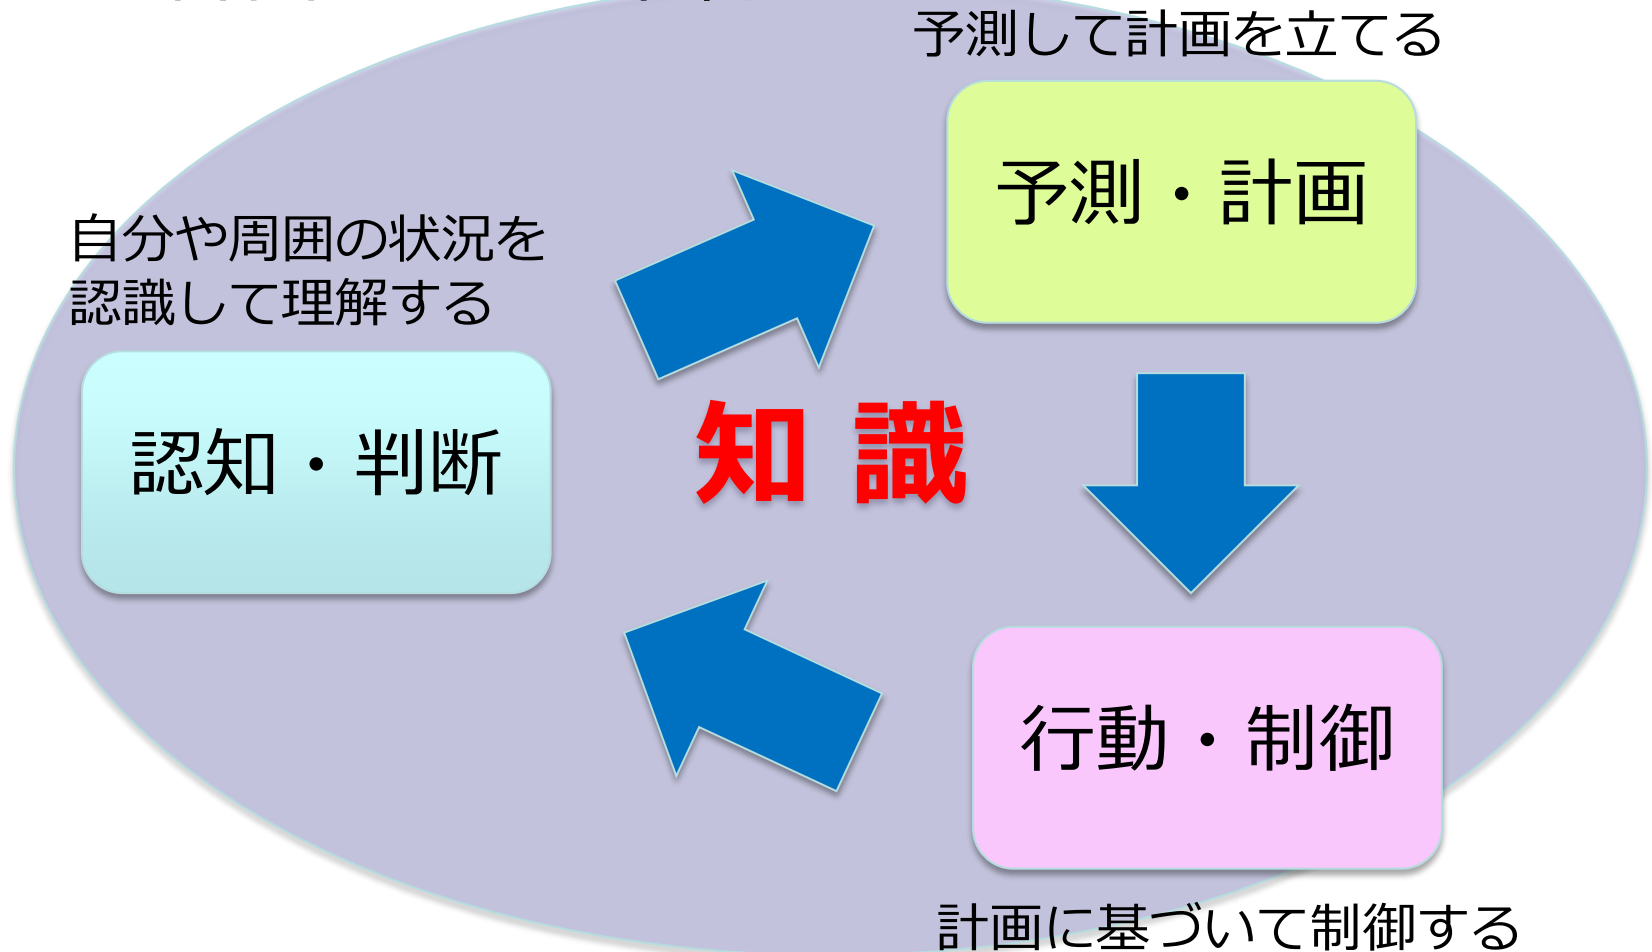 予測して計画を立てる
予測・計画
自分や周囲の状況を
認識して理解する
認知・判断
知識
行動・制御
計画に基づいて制御する